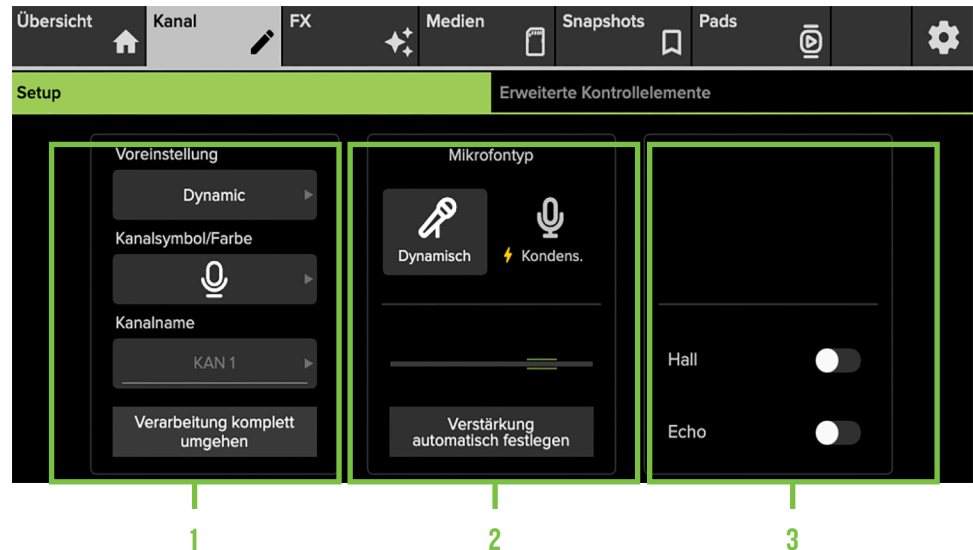 Übersicht
Kanal
FX
Medien
Snapshots
Pads
Setup
Erweiterte Kontrollelemente
Voreinstellung
Dynamic
Kanalsymbol/Farbe
Kanalname
KAN 1
Verarbeitung komplett
umgehen
Mikrofontyp
Dynamisch
Kondens.
Verstärkung
automatisch festlegen
Hall
Echo
1
2
3